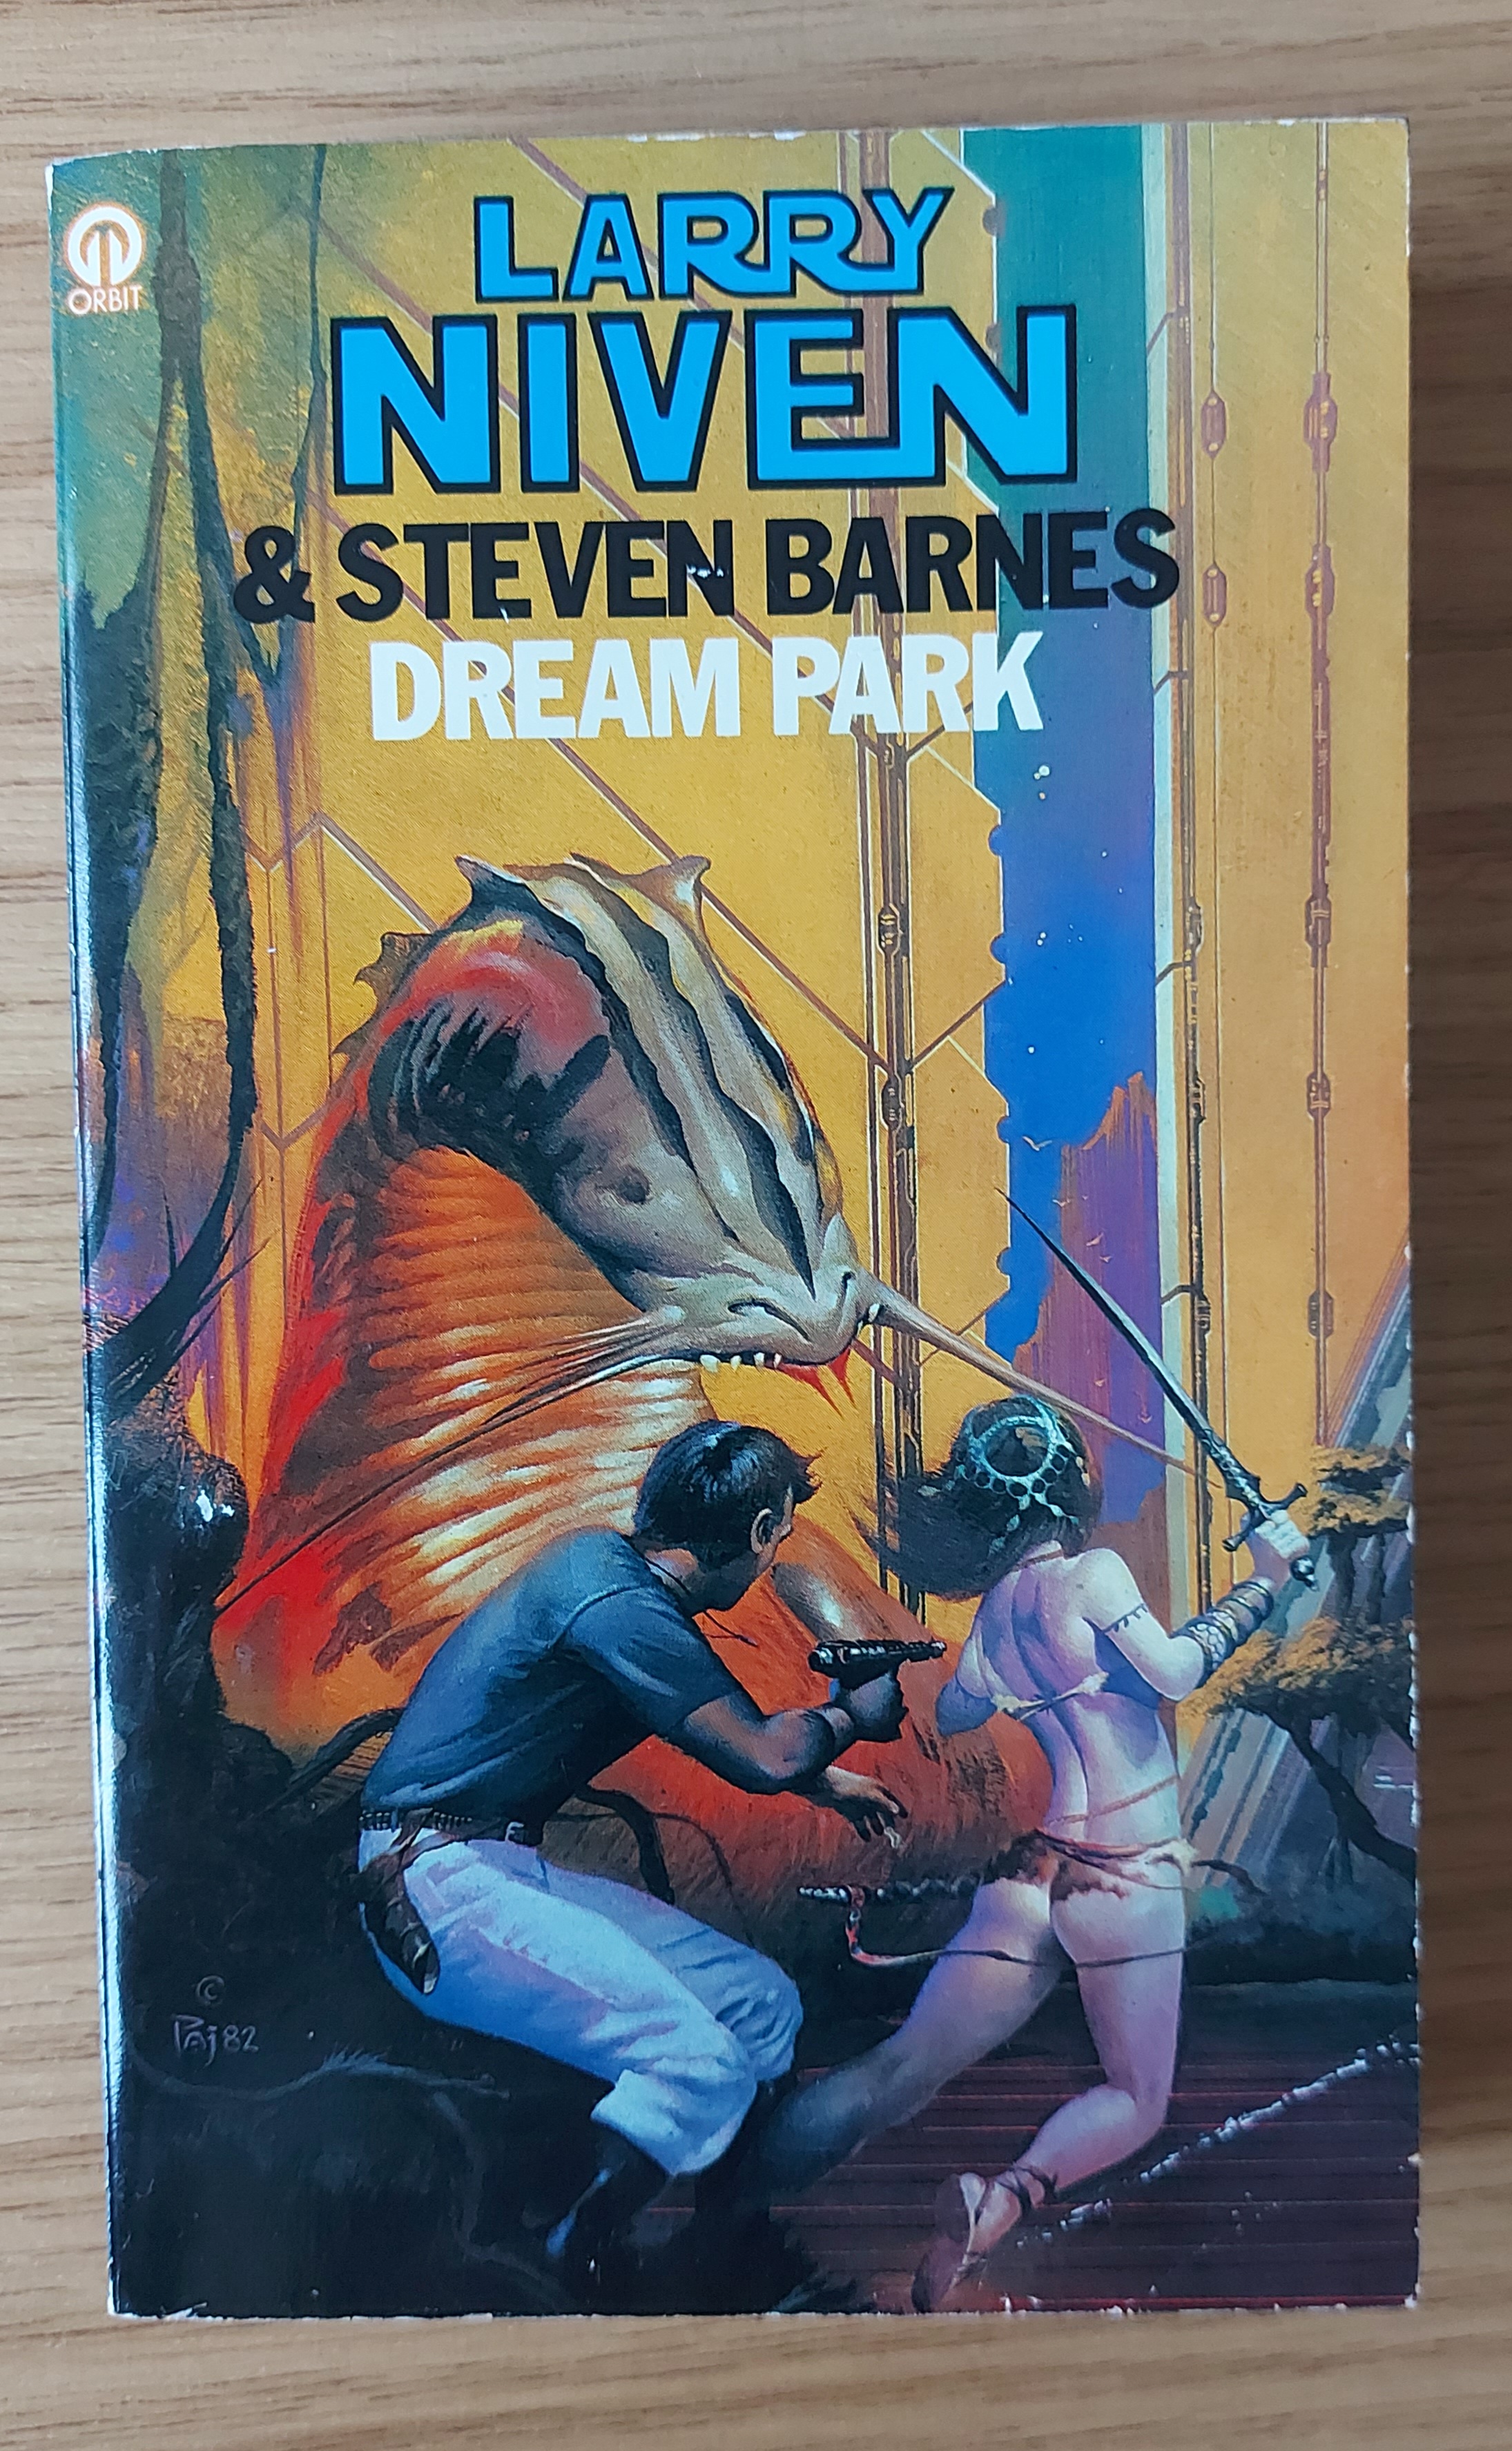 ORBIT
LARRY
NIVEN
& STEVEN BARNES
DREAM PARK
©
Paj 82